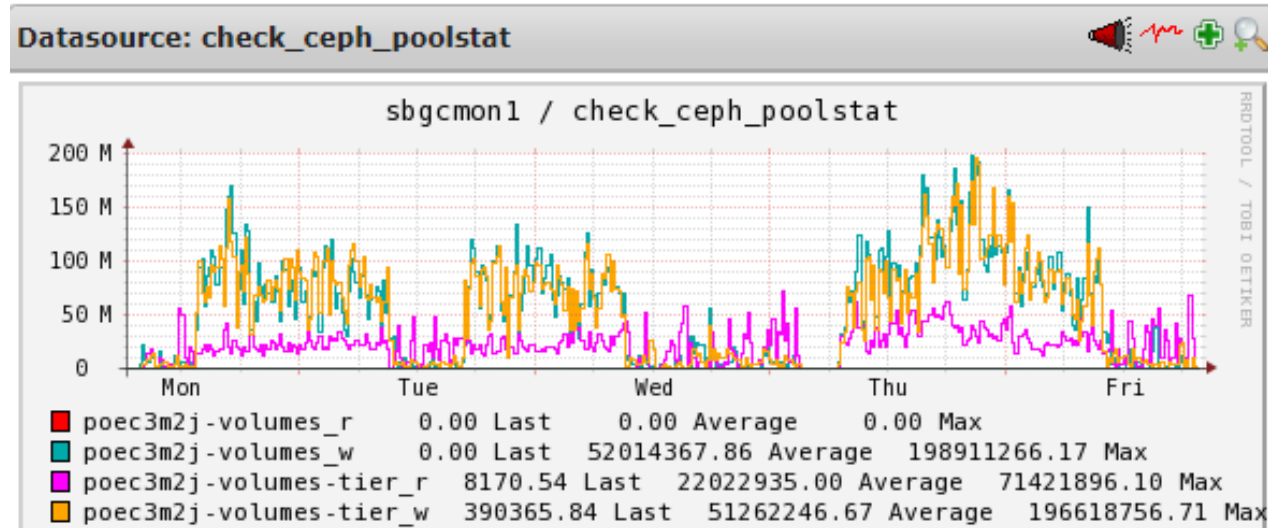 Datasource: check_ceph_poolstat
sbgcmon1 / check_ceph_poolstat
RRDTOOL / TOBI OETIKER
200 M
150 M
100 M
50 M
0
Mon Tue Wed Thu Fri
poec3m2j-volumes_r 0.00 Last 0.00 Average 0.00 Max
poec3m2j-volumes_w 0.00 Last 52014367.86 Average 198911266.17 Max
poec3m2j-volumes-tier_r 8170.54 Last 22022935.00 Average 71421896.10 Max
poec3m2j-volumes-tier_w 390365.84 Last 51262246.67 Average 196618756.71 Max